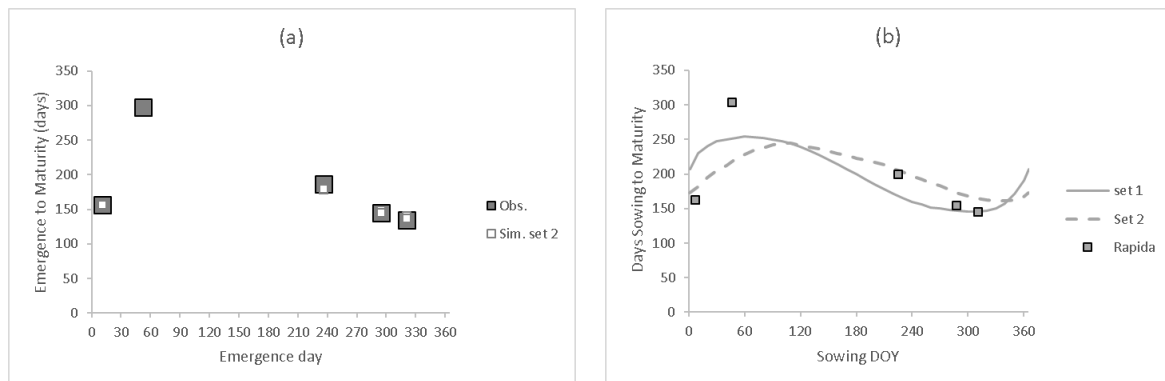 (a)
350
300
250
200
150
100
50
0
Emergence to Maturity (days)
0 30 60 90 120 150 180 210 240 270 300 330 360
Emergence day
Obs.
Sim. set 2
(b)
350
300
250
200
150
100
50
0
Days Sowing to Maturity
0 60 120 180 240 300 360
Sowing DOY
set 1
Set 2
Rapida